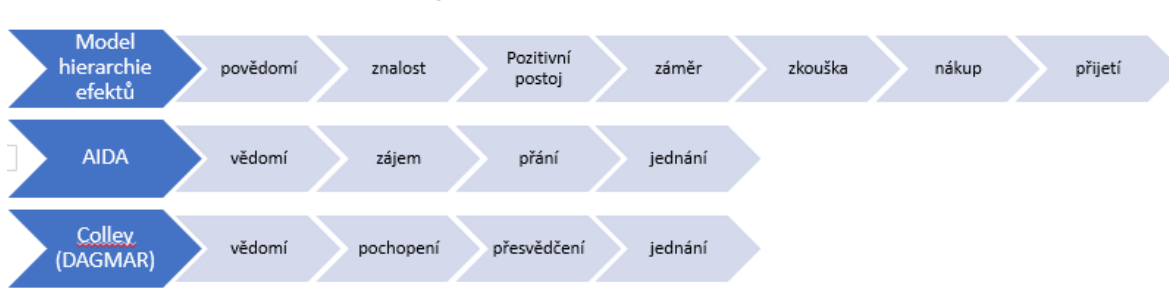 Model
hierarchie
efektů
povědomí
znalost
Pozitivní
postoj
záměr
zkouška
nákup
přijetí
AIDA
vědomí
zájem
přání
jednání
Colley
(DAGMAR)
vědomí
pochopení
přesvědčení
jednání